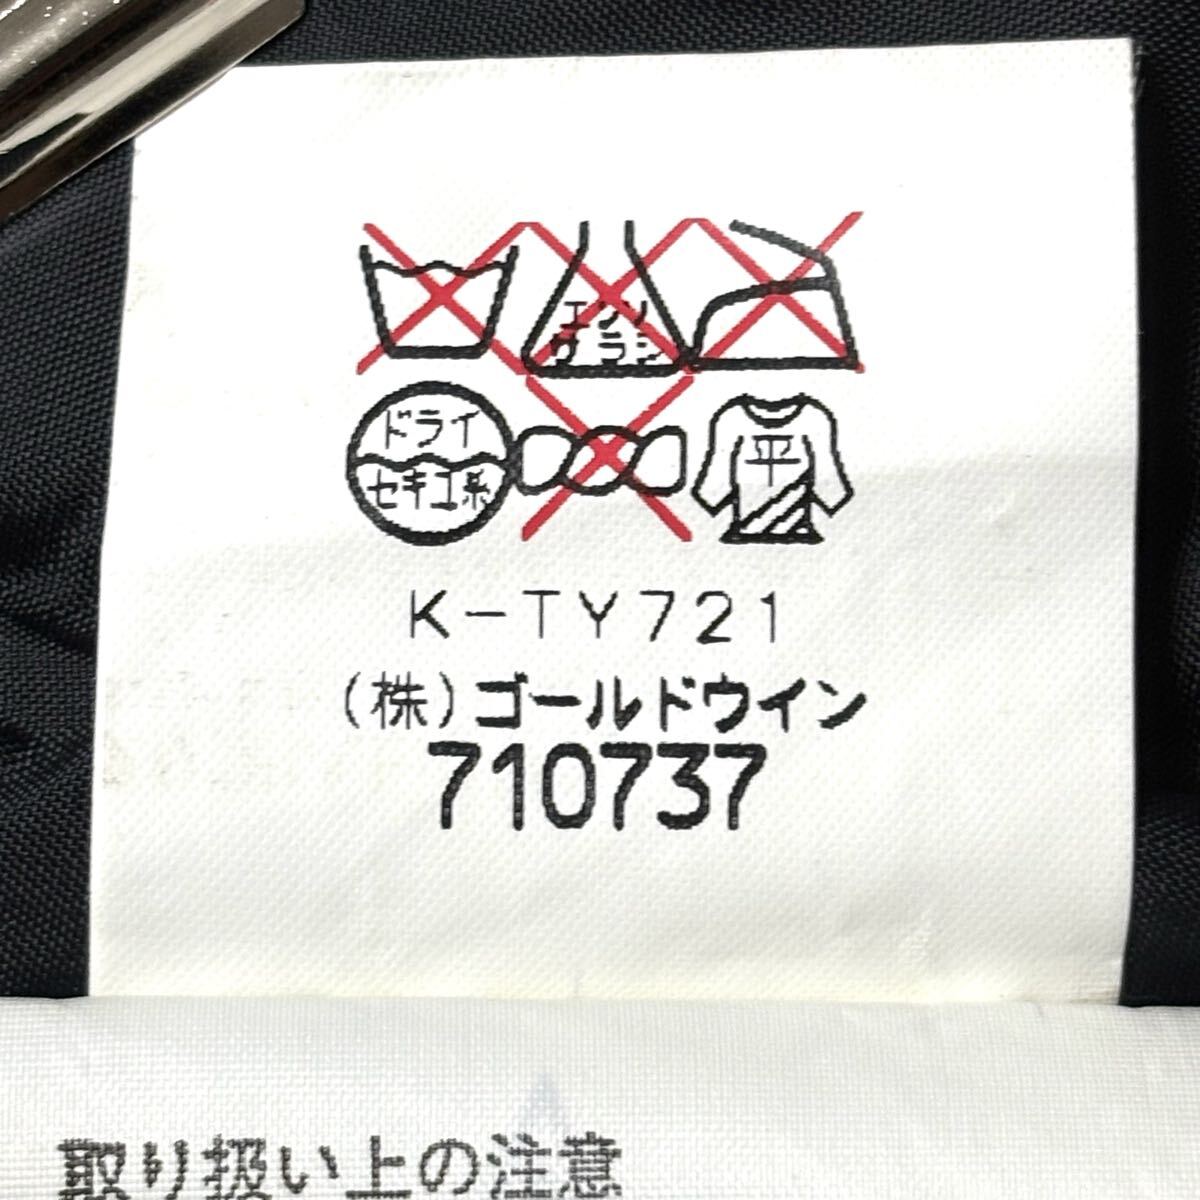 エンソ
サラシ
ドライ
セキユ系
平
K-TY721
(株)ゴールドウイン
710737
取り扱い上の注意